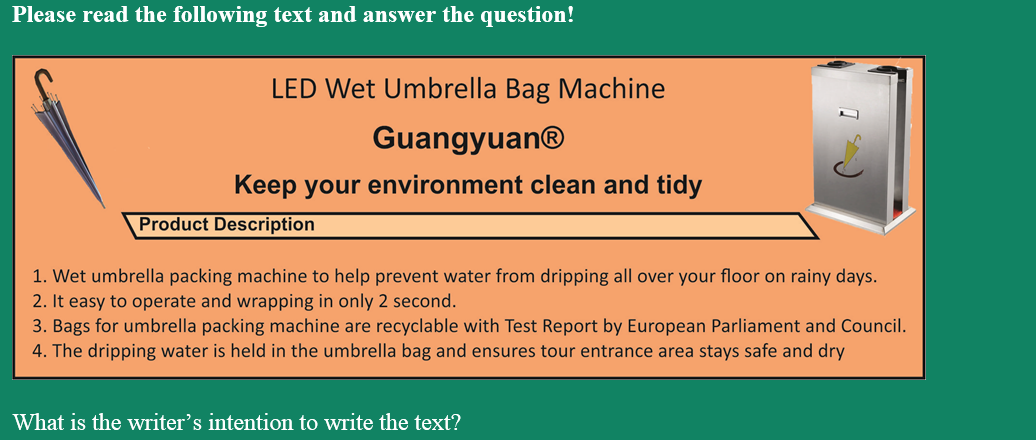 Please read the following text and answer the question!
LED Wet Umbrella Bag Machine
Guangyuan®
Keep your environment clean and tidy
Product Description
1. Wet umbrella packing machine to help prevent water from dripping all over your floor on rainy days.
2. It easy to operate and wrapping in only 2 second.
3. Bags for umbrella packing machine are recyclable with Test Report by European Parliament and Council.
4. The dripping water is held in the umbrella bag and ensures tour entrance area stays safe and dry
What is the writer’s intention to write the text?